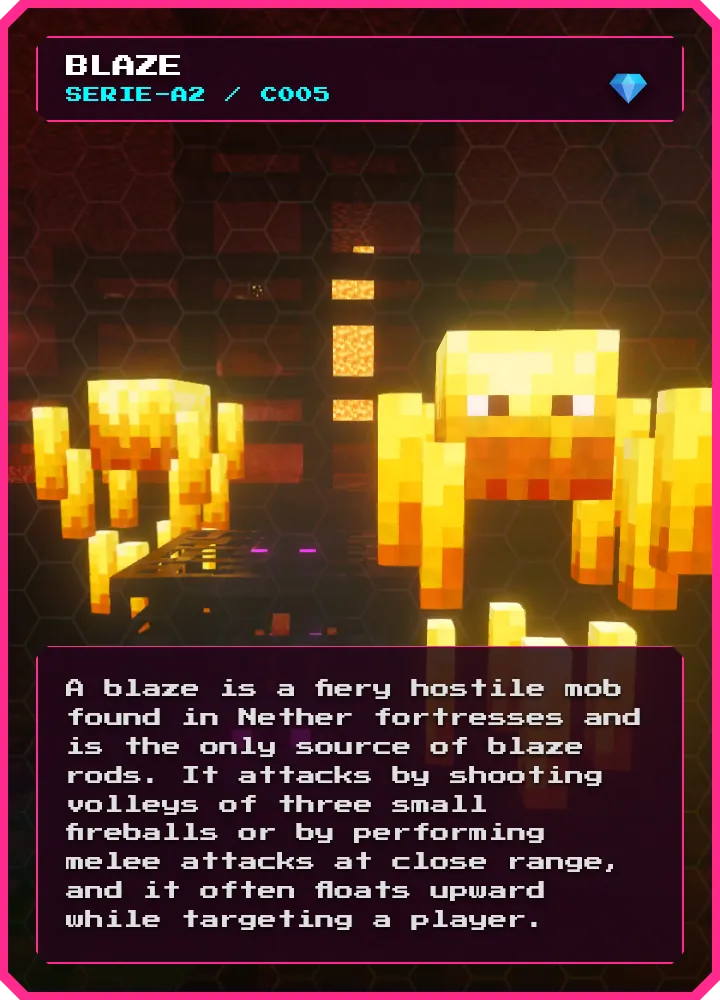 BLAZE
SERIE-A2 / C005
A blaze is a fiery hostile mob
found in Nether fortresses and
is the only source of blaze
rods. It attacks by shooting
volleys of three small
fireballs or by performing
melee attacks at close range,
and it often floats upward
while targeting a player.